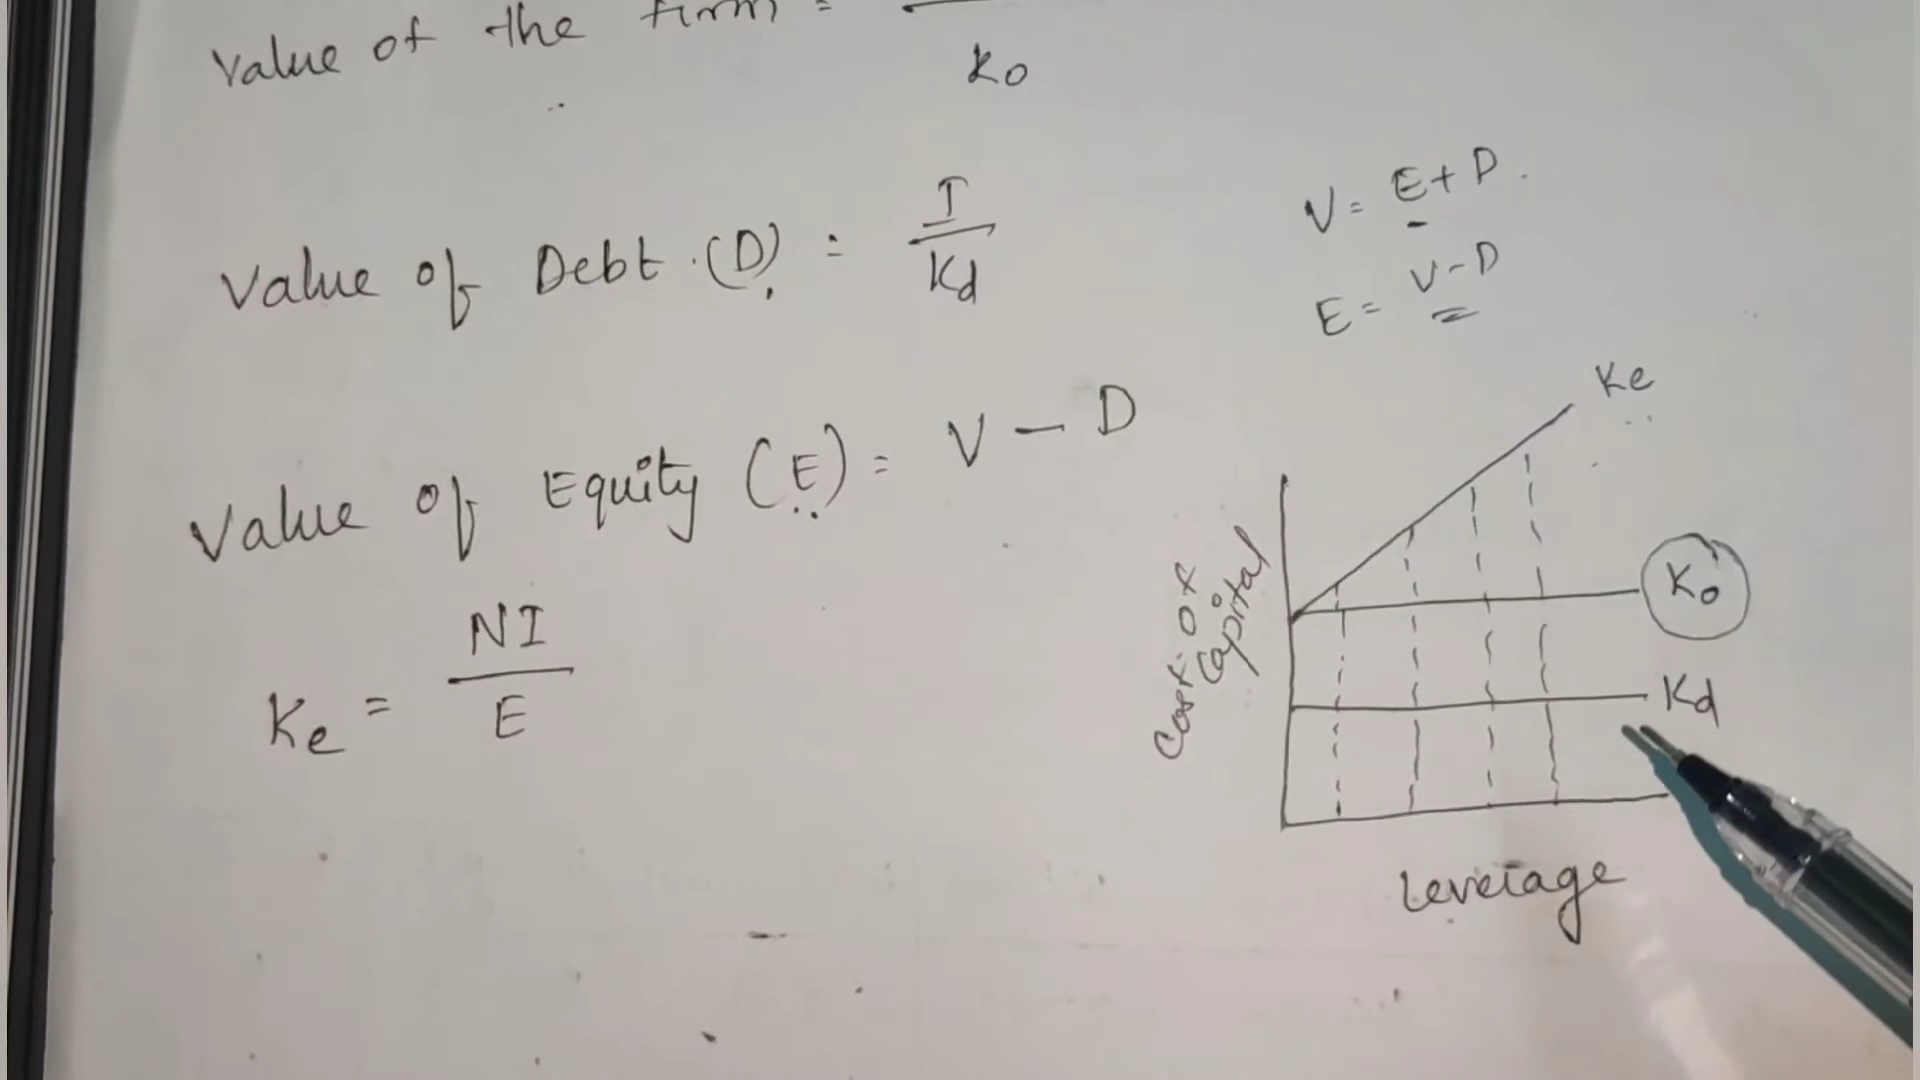 Value of the firm =
Ko
Value of Debt (D) = I
Kd
V = E + D
E = V - D
Value of Equity (E) = V - D
Ke = NI
E
Ke
Ko
Kd
Cost of
Capital
Leverage